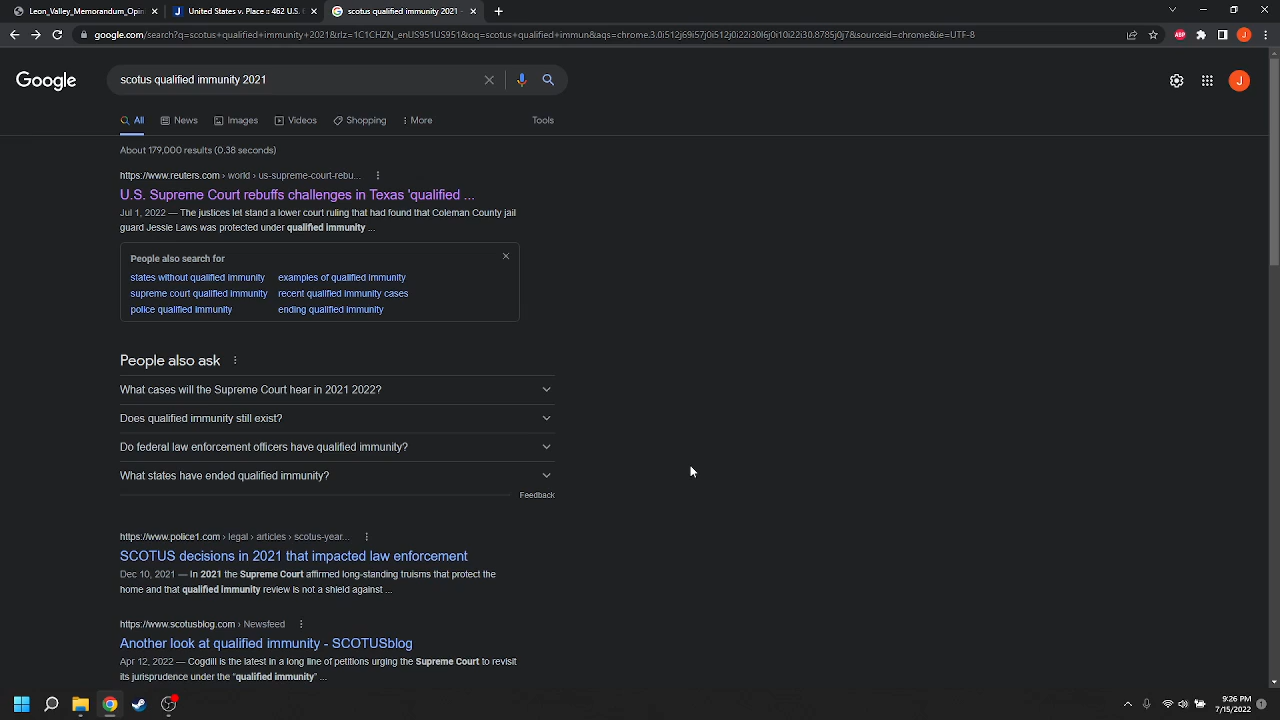 Leon_Valley_Memorandum_Opini
United States v. Place :: 462 U.S.
scotus qualified immunity 2021 -
google.com/search?q=scotus+qualified+immunity+2021&rlz=1C1CHZN_enUS951US951&oq=scotus+qualified+immun&aqs=chrome.3.0i512j69i57j0i512j0i22i30l6j0i10i22i30.8785j0j7&sourceid=chrome&ie=UTF-8
ABP
J
Google
scotus qualified immunity 2021
J
All
News
Images
Videos
Shopping
More
Tools
About 179,000 results (0.38 seconds)
https://www.reuters.com › world › us-supreme-court-rebu...
U.S. Supreme Court rebuffs challenges in Texas 'qualified ...
Jul 1, 2022 — The justices let stand a lower court ruling that had found that Coleman County jail
guard Jessie Laws was protected under qualified immunity ...
People also search for
states without qualified immunity
examples of qualified immunity
supreme court qualified immunity
recent qualified immunity cases
police qualified immunity
ending qualified immunity
People also ask
What cases will the Supreme Court hear in 2021 2022?
Does qualified immunity still exist?
Do federal law enforcement officers have qualified immunity?
What states have ended qualified immunity?
Feedback
https://www.police1.com › legal › articles › scotus-year...
SCOTUS decisions in 2021 that impacted law enforcement
Dec 10, 2021 — In 2021 the Supreme Court affirmed long-standing truisms that protect the
home and that qualified immunity review is not a shield against ...
https://www.scotusblog.com › Newsfeed
Another look at qualified immunity - SCOTUSblog
Apr 12, 2022 — Cogdill is the latest in a long line of petitions urging the Supreme Court to revisit
its jurisprudence under the "qualified immunity" ...
9:26 PM
7/15/2022
1